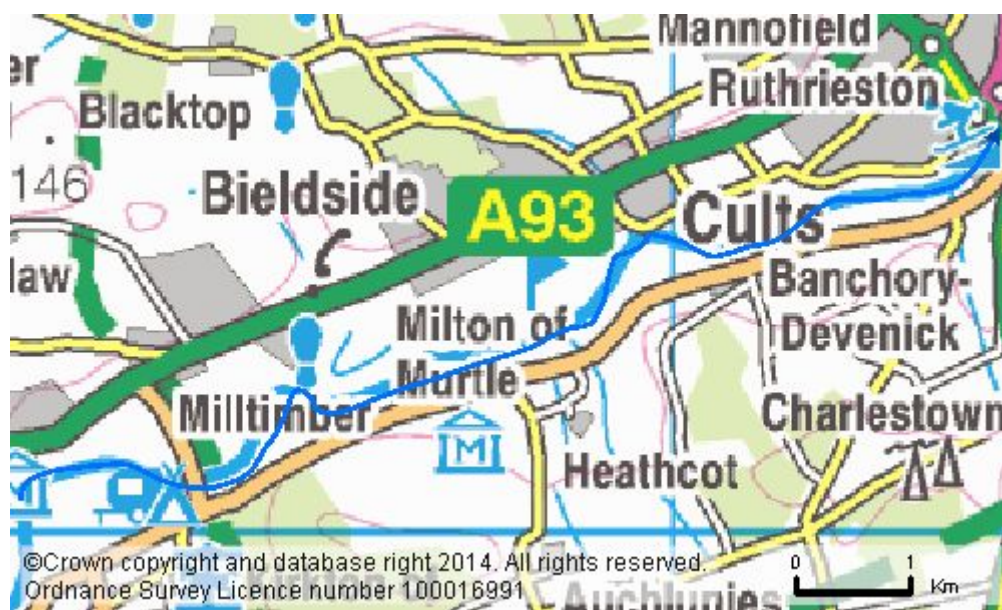 Mannofield
er
Ruthrieston
Blacktop
146
Bieldside
A93
Cults
law
Banchory-
Devenick
Milton of
Murtle
Milltimber
Charlestown
M
Heathcot
©Crown copyright and database right 2014. All rights reserved.
Ordnance Survey Licence number 100016991
0 1
Km